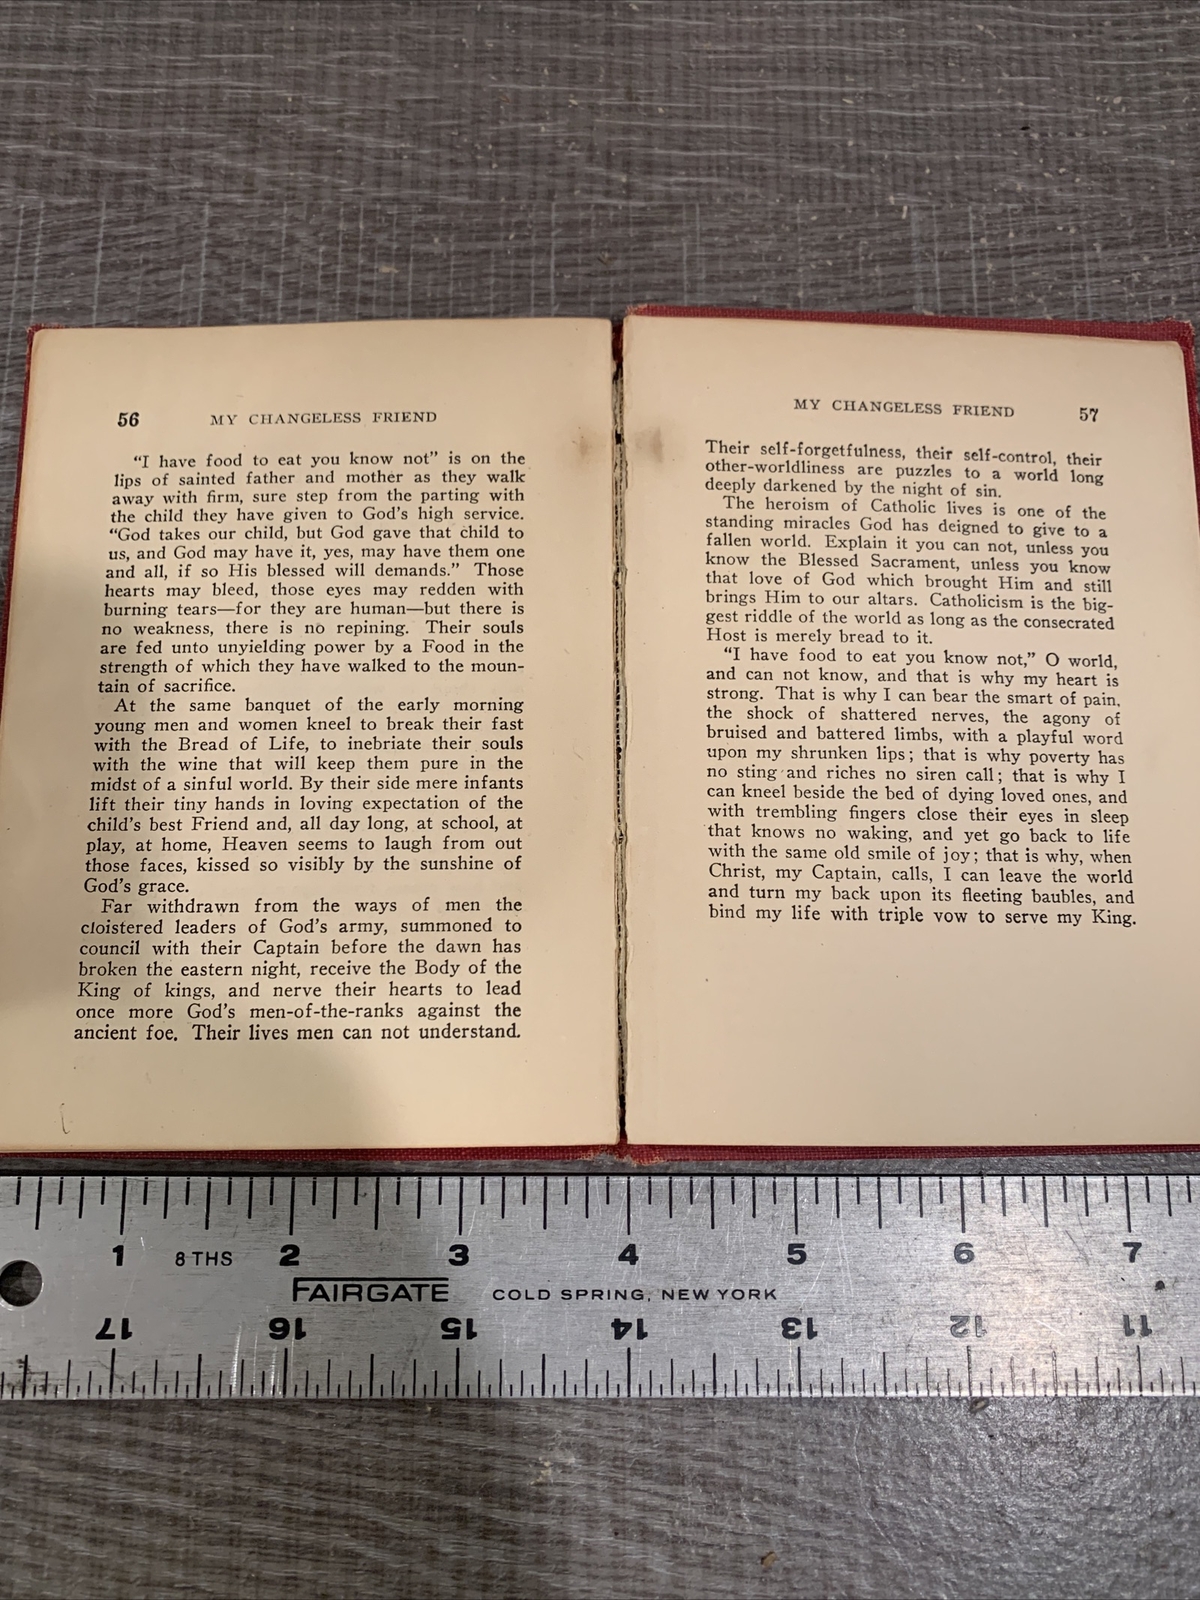 56 MY CHANGELESS FRIEND
"I have food to eat you know not" is on the
lips of sainted father and mother as they walk
away with firm, sure step from the parting with
the child they have given to God's high service.
"God takes our child, but God gave that child to
us, and God may have it, yes, may have them one
and all, if so His blessed will demands." Those
hearts may bleed, those eyes may redden with
burning tears—for they are human—but there is
no weakness, there is no repining. Their souls
are fed unto unyielding power by a Food in the
strength of which they have walked to the moun-
tain of sacrifice.
At the same banquet of the early morning
young men and women kneel to break their fast
with the Bread of Life, to inebriate their souls
with the wine that will keep them pure in the
midst of a sinful world. By their side mere infants
lift their tiny hands in loving expectation of the
child's best Friend and, all day long, at school, at
play, at home, Heaven seems to laugh from out
those faces, kissed so visibly by the sunshine of
God's grace.
Far withdrawn from the ways of men the
cloistered leaders of God's army, summoned to
council with their Captain before the dawn has
broken the eastern night, receive the Body of the
King of kings, and nerve their hearts to lead
once more God's men-of-the-ranks against the
ancient foe. Their lives men can not understand.
MY CHANGELESS FRIEND 57
Their self-forgetfulness, their self-control, their
other-worldliness are puzzles to a world long
deeply darkened by the night of sin.
The heroism of Catholic lives is one of the
standing miracles God has deigned to give to a
fallen world. Explain it you can not, unless you
know the Blessed Sacrament, unless you know
that love of God which brought Him and still
brings Him to our altars. Catholicism is the big-
gest riddle of the world as long as the consecrated
Host is merely bread to it.
"I have food to eat you know not," O world,
and can not know, and that is why my heart is
strong. That is why I can bear the smart of pain,
the shock of shattered nerves, the agony of
bruised and battered limbs, with a playful word
upon my shrunken lips; that is why poverty has
no sting and riches no siren call; that is why I
can kneel beside the bed of dying loved ones, and
with trembling fingers close their eyes in sleep
that knows no waking, and yet go back to life
with the same old smile of joy; that is why, when
Christ, my Captain, calls, I can leave the world
and turn my back upon its fleeting baubles, and
bind my life with triple vow to serve my King.
1 8 THS 2 3 4 5 6 7
FAIRGATE COLD SPRING, NEW YORK
17 16 15 14 13 12 11